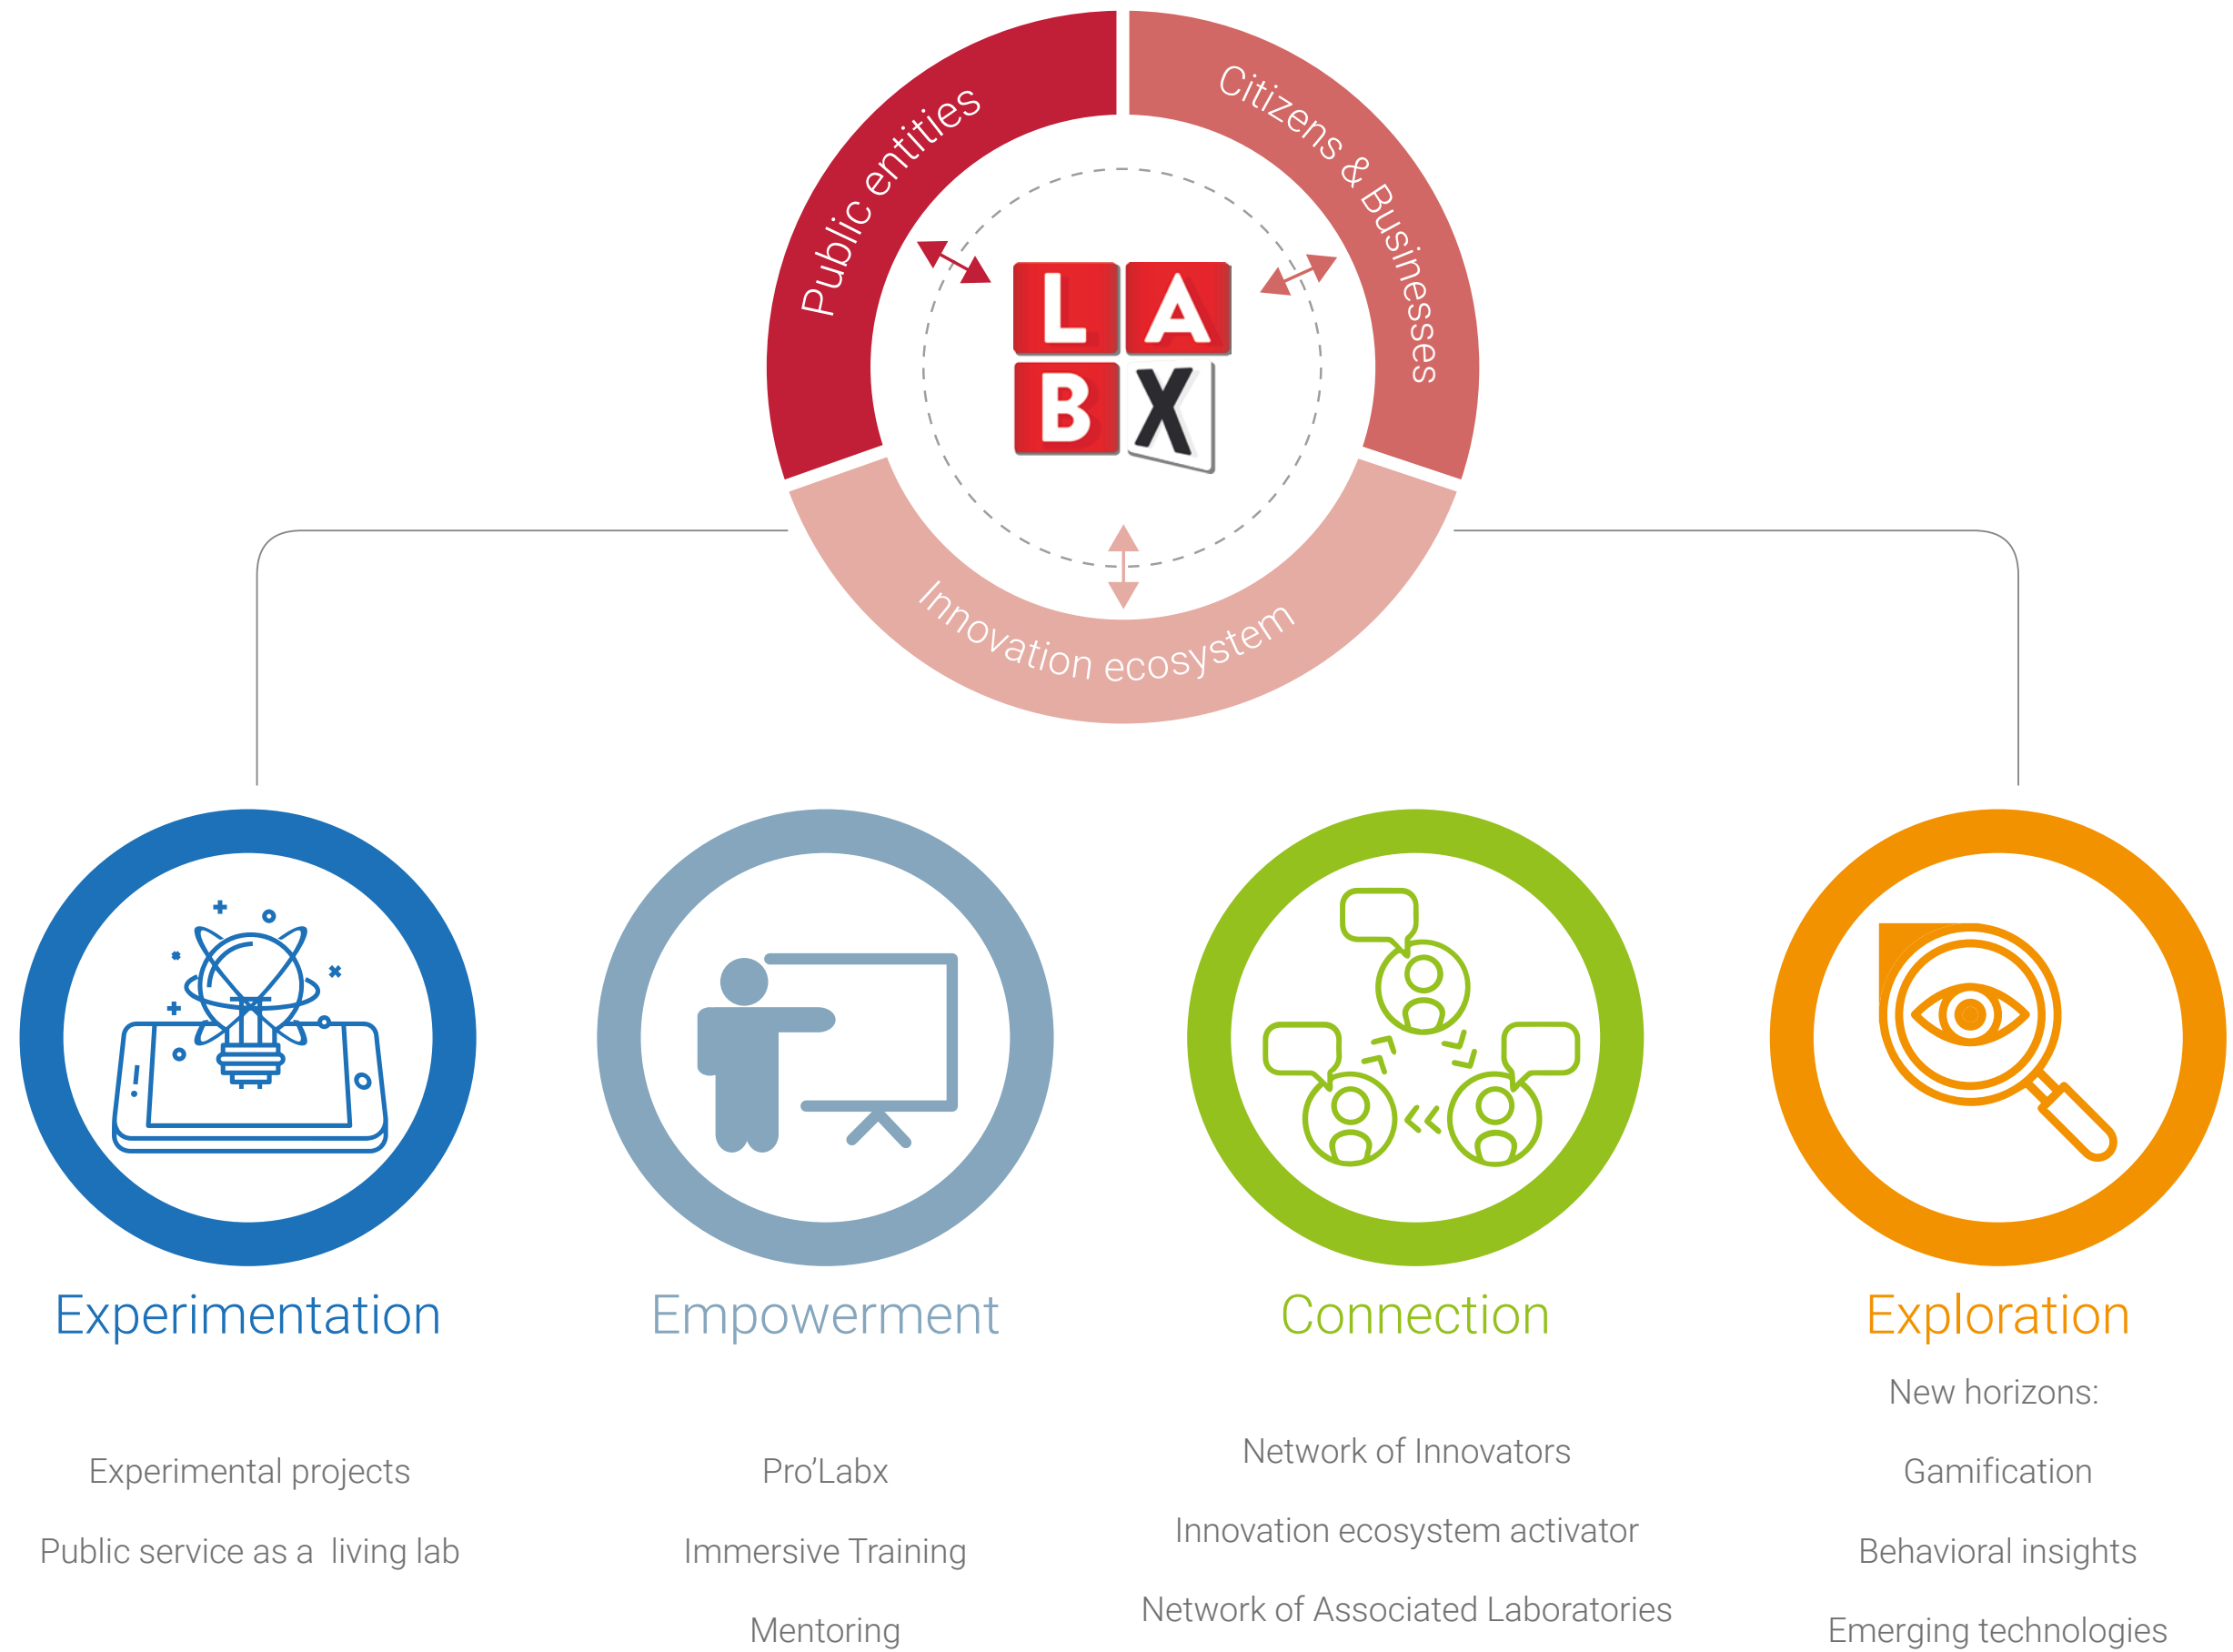 Public entities
Citizens & Businesses
LA
BX
Innovation ecosystem
Experimentation
Experimental projects
Public service as a living lab
Empowerment
Pro’Labx
Immersive Training
Mentoring
Connection
Network of Innovators
Innovation ecosystem activator
Network of Associated Laboratories
Exploration
New horizons:
Gamification
Behavioral insights
Emerging technologies